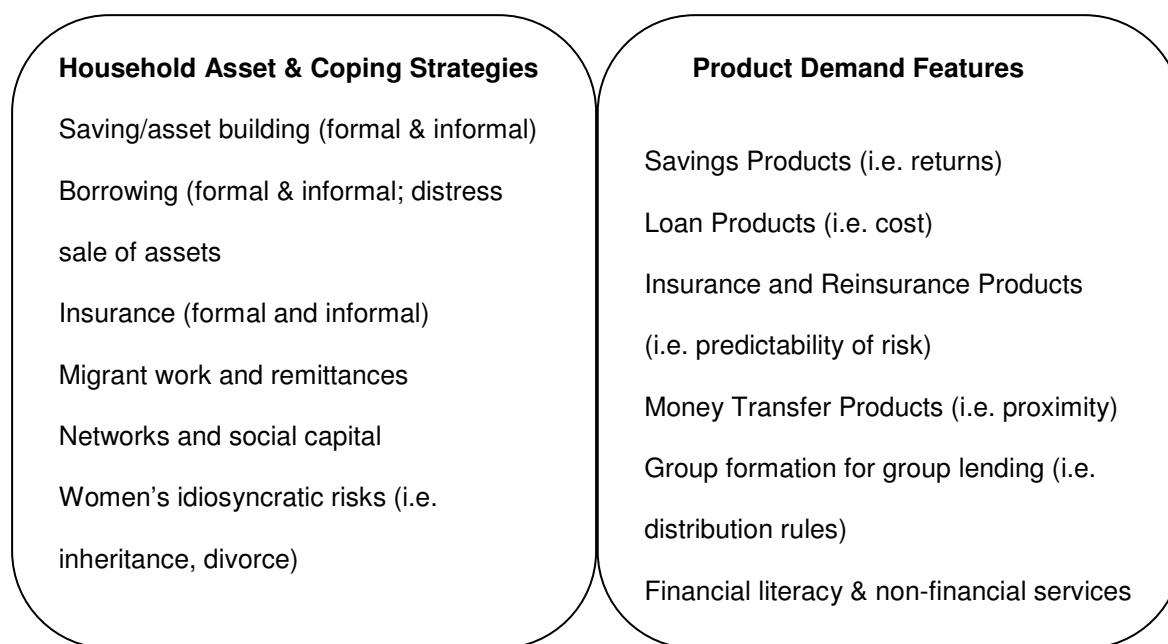 Household Asset & Coping Strategies
Saving/asset building (formal & informal)
Borrowing (formal & informal; distress
sale of assets
Insurance (formal and informal)
Migrant work and remittances
Networks and social capital
Women's idiosyncratic risks (i.e.
inheritance, divorce)
Product Demand Features
Savings Products (i.e. returns)
Loan Products (i.e. cost)
Insurance and Reinsurance Products
(i.e. predictability of risk)
Money Transfer Products (i.e. proximity)
Group formation for group lending (i.e.
distribution rules)
Financial literacy & non-financial services